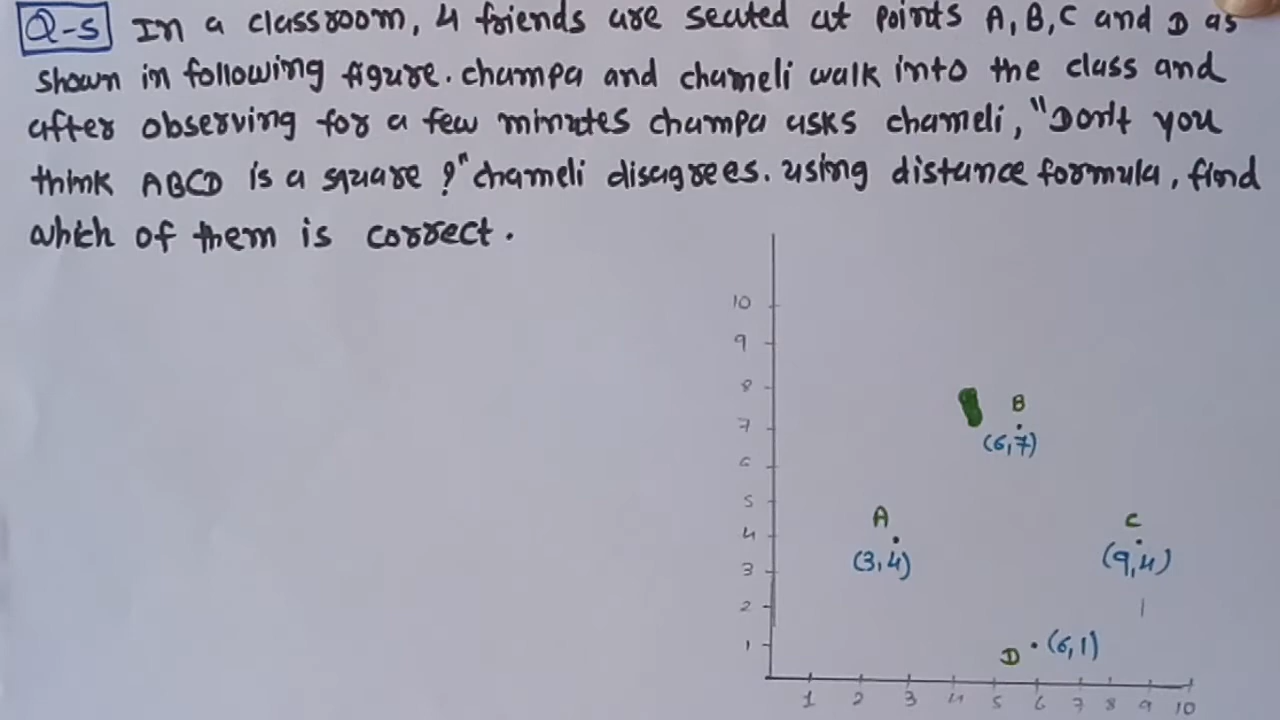 Q-5 In a classroom, 4 friends are seated at points A, B, C and D as
shown in following figure. champa and chameli walk into the class and
after observing for a few minutes champa asks chameli, "Don't you
think ABCD is a square ?" chameli disagrees. using distance formula, find
which of them is correct.
10
9
8
B
7
(6,7)
6
5
A
C
4
(3,4)
(9,4)
3
2
1
D
(6,1)
1 2 3 4 5 6 7 8 9 10